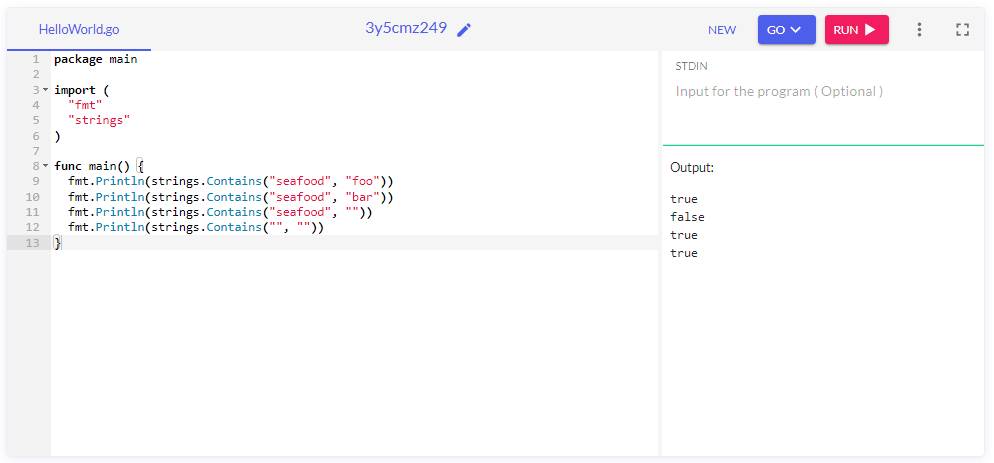 HelloWorld.go
3y5cmz249
NEW
GO
RUN
1 package main
2
3 import (
4 "fmt"
5 "strings"
6 )
7
8 func main() {
9 fmt.Println(strings.Contains("seafood", "foo"))
10 fmt.Println(strings.Contains("seafood", "bar"))
11 fmt.Println(strings.Contains("seafood", ""))
12 fmt.Println(strings.Contains("", ""))
13 }
STDIN
Input for the program ( Optional )
Output:
true
false
true
true